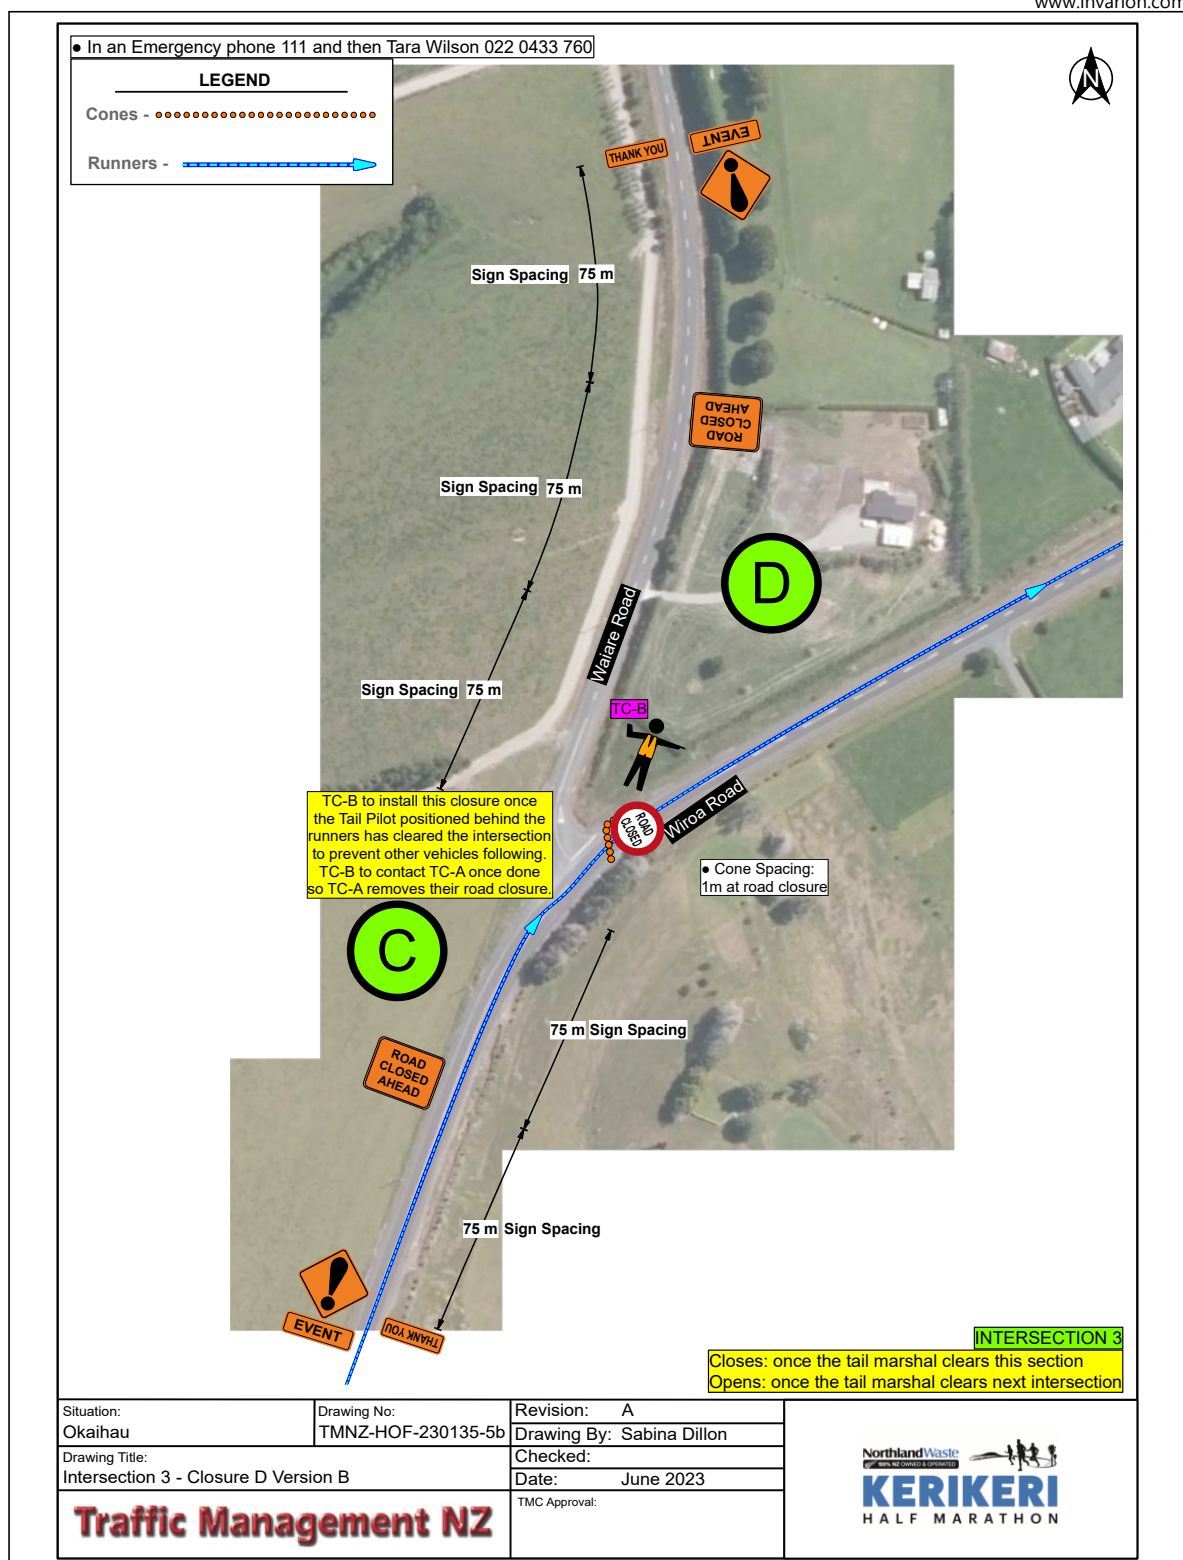 www.invarion.com
● In an Emergency phone 111 and then Tara Wilson 022 0433 760
LEGEND
Cones -
Runners -
N
THANK YOU
EVENT
Sign Spacing 75 m
ROAD
CLOSED
AHEAD
Sign Spacing 75 m
D
Waiare Road
Sign Spacing 75 m
TC-B
TC-B to install this closure once
the Tail Pilot positioned behind the
runners has cleared the intersection
to prevent other vehicles following.
TC-B to contact TC-A once done
so TC-A removes their road closure.
ROAD
CLOSED
Wiroa Road
● Cone Spacing:
1m at road closure
C
75 m Sign Spacing
ROAD
CLOSED
AHEAD
75 m Sign Spacing
EVENT
THANK YOU
INTERSECTION 3
Closes: once the tail marshal clears this section
Opens: once the tail marshal clears next intersection
Situation:
Okaihau
Drawing No:
TMNZ-HOF-230135-5b
Revision: A
Drawing By: Sabina Dillon
Drawing Title:
Intersection 3 - Closure D Version B
Checked:
Date: June 2023
Traffic Management NZ
TMC Approval:
NorthlandWaste
100% NZ OWNED & OPERATED
KERIKERI
HALF MARATHON